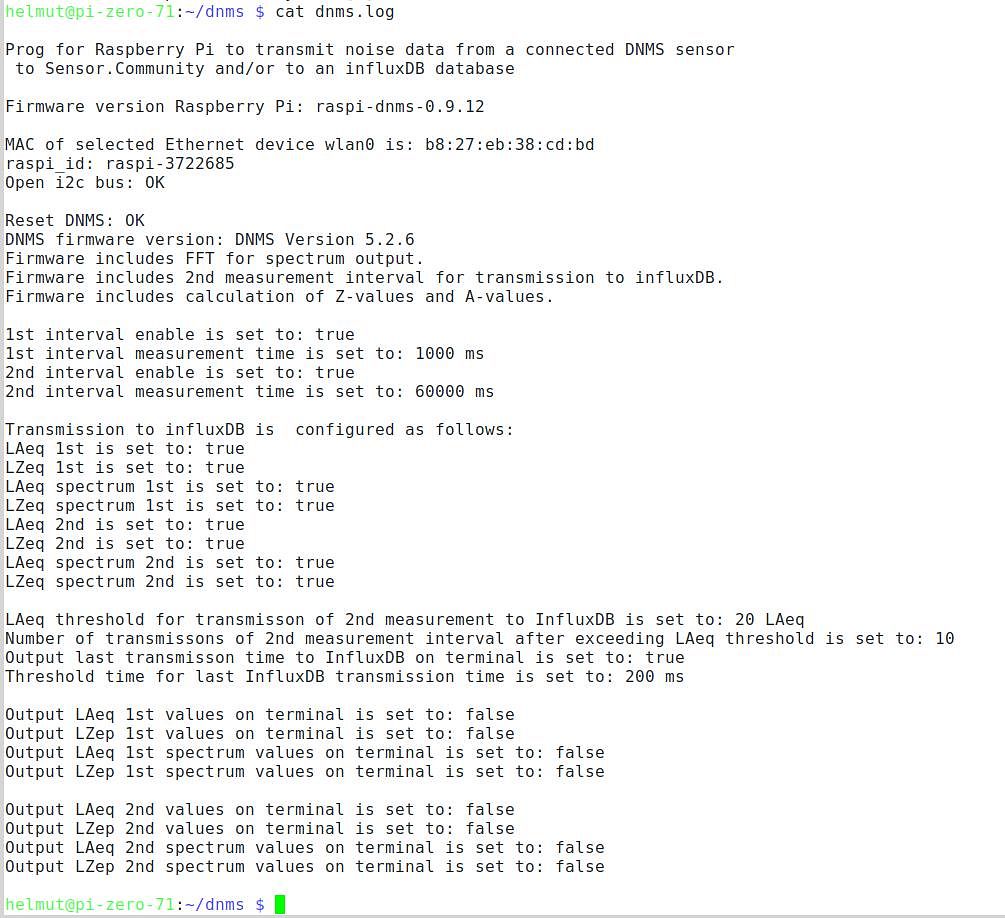 helmut@pi-zero-71:~/dnms $ cat dnms.log
Prog for Raspberry Pi to transmit noise data from a connected DNMS sensor
 to Sensor.Community and/or to an influxDB database
Firmware version Raspberry Pi: raspi-dnms-0.9.12
MAC of selected Ethernet device wlan0 is: b8:27:eb:38:cd:bd
raspi_id: raspi-3722685
Open i2c bus: OK
Reset DNMS: OK
DNMS firmware version: DNMS Version 5.2.6
Firmware includes FFT for spectrum output.
Firmware includes 2nd measurement interval for transmission to influxDB.
Firmware includes calculation of Z-values and A-values.
1st interval enable is set to: true
1st interval measurement time is set to: 1000 ms
2nd interval enable is set to: true
2nd interval measurement time is set to: 60000 ms
Transmission to influxDB is  configured as follows:
LAeq 1st is set to: true
LZeq 1st is set to: true
LAeq spectrum 1st is set to: true
LZeq spectrum 1st is set to: true
LAeq 2nd is set to: true
LZeq 2nd is set to: true
LAeq spectrum 2nd is set to: true
LZeq spectrum 2nd is set to: true
LAeq threshold for transmisson of 2nd measurement to InfluxDB is set to: 20 LAeq
Number of transmissons of 2nd measurement interval after exceeding LAeq threshold is set to: 10
Output last transmisson time to InfluxDB on terminal is set to: true
Threshold time for last InfluxDB transmission time is set to: 200 ms
Output LAeq 1st values on terminal is set to: false
Output LZep 1st values on terminal is set to: false
Output LAeq 1st spectrum values on terminal is set to: false
Output LZep 1st spectrum values on terminal is set to: false
Output LAeq 2nd values on terminal is set to: false
Output LZep 2nd values on terminal is set to: false
Output LAeq 2nd spectrum values on terminal is set to: false
Output LZep 2nd spectrum values on terminal is set to: false
helmut@pi-zero-71:~/dnms $